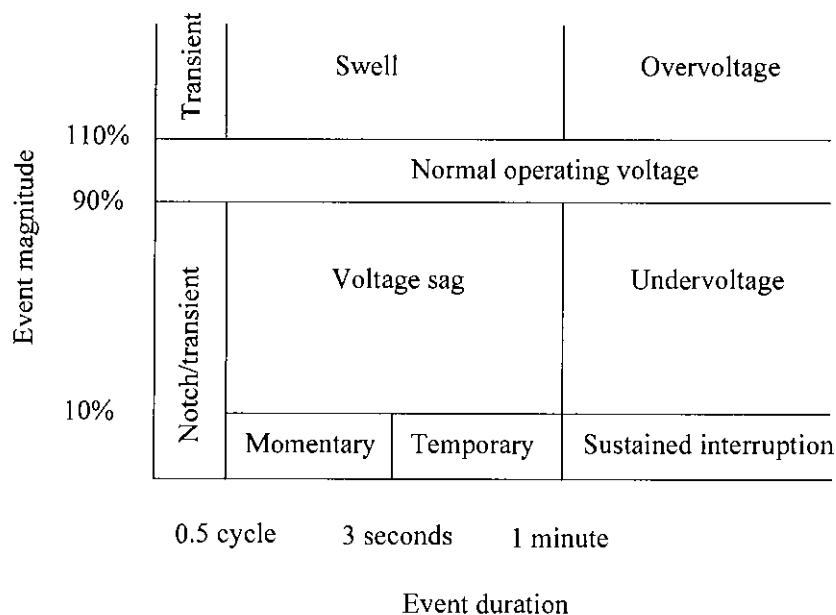 Transient
Swell
Overvoltage
110%
Normal operating voltage
90%
Event magnitude
Notch/transient
Voltage sag
Undervoltage
10%
Momentary
Temporary
Sustained interruption
0.5 cycle
3 seconds
1 minute
Event duration